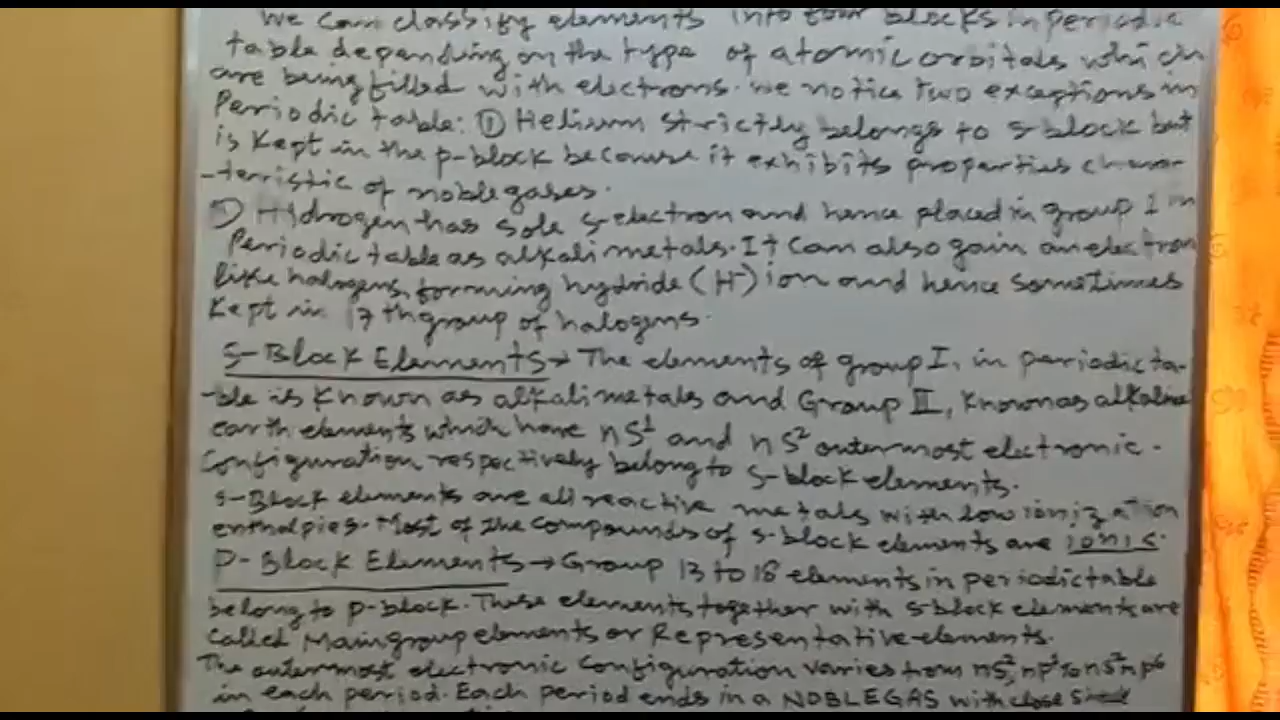 We can classify elements into four blocks in periodic
table depending on the type of atomic orbitals which
are being filled with electrons. We notice two exceptions in
Periodic table: ① Helium strictly belongs to s-block but
is kept in the p-block because it exhibits properties charac-
-teristic of noble gases.
Hydrogen has sole s-electron and hence placed in group I in
Periodic table as alkali metals. It can also gain an electron
like halogens, forming hydride (H⁻) ion and hence sometimes
Kept in 17 th group of halogens.
S-Block Elements → The elements of group I, in periodic ta-
-ble is known as alkali metals and Group II, known as alkaline
earth elements which have ns¹ and ns² outermost electronic.
Configuration respectively belong to s-block elements.
s-Block elements are all reactive metals with low ionization
enthalpies. Most of the compounds of s-block elements are ionic.
P-Block Elements → Group 13 to 18 elements in periodic table
belong to p-block. These elements together with s-block elements are
called Main group elements or Representative elements.
The outermost electronic configuration varies from ns², np¹ to ns² np⁶
in each period. Each period ends in a NOBLE GAS with close